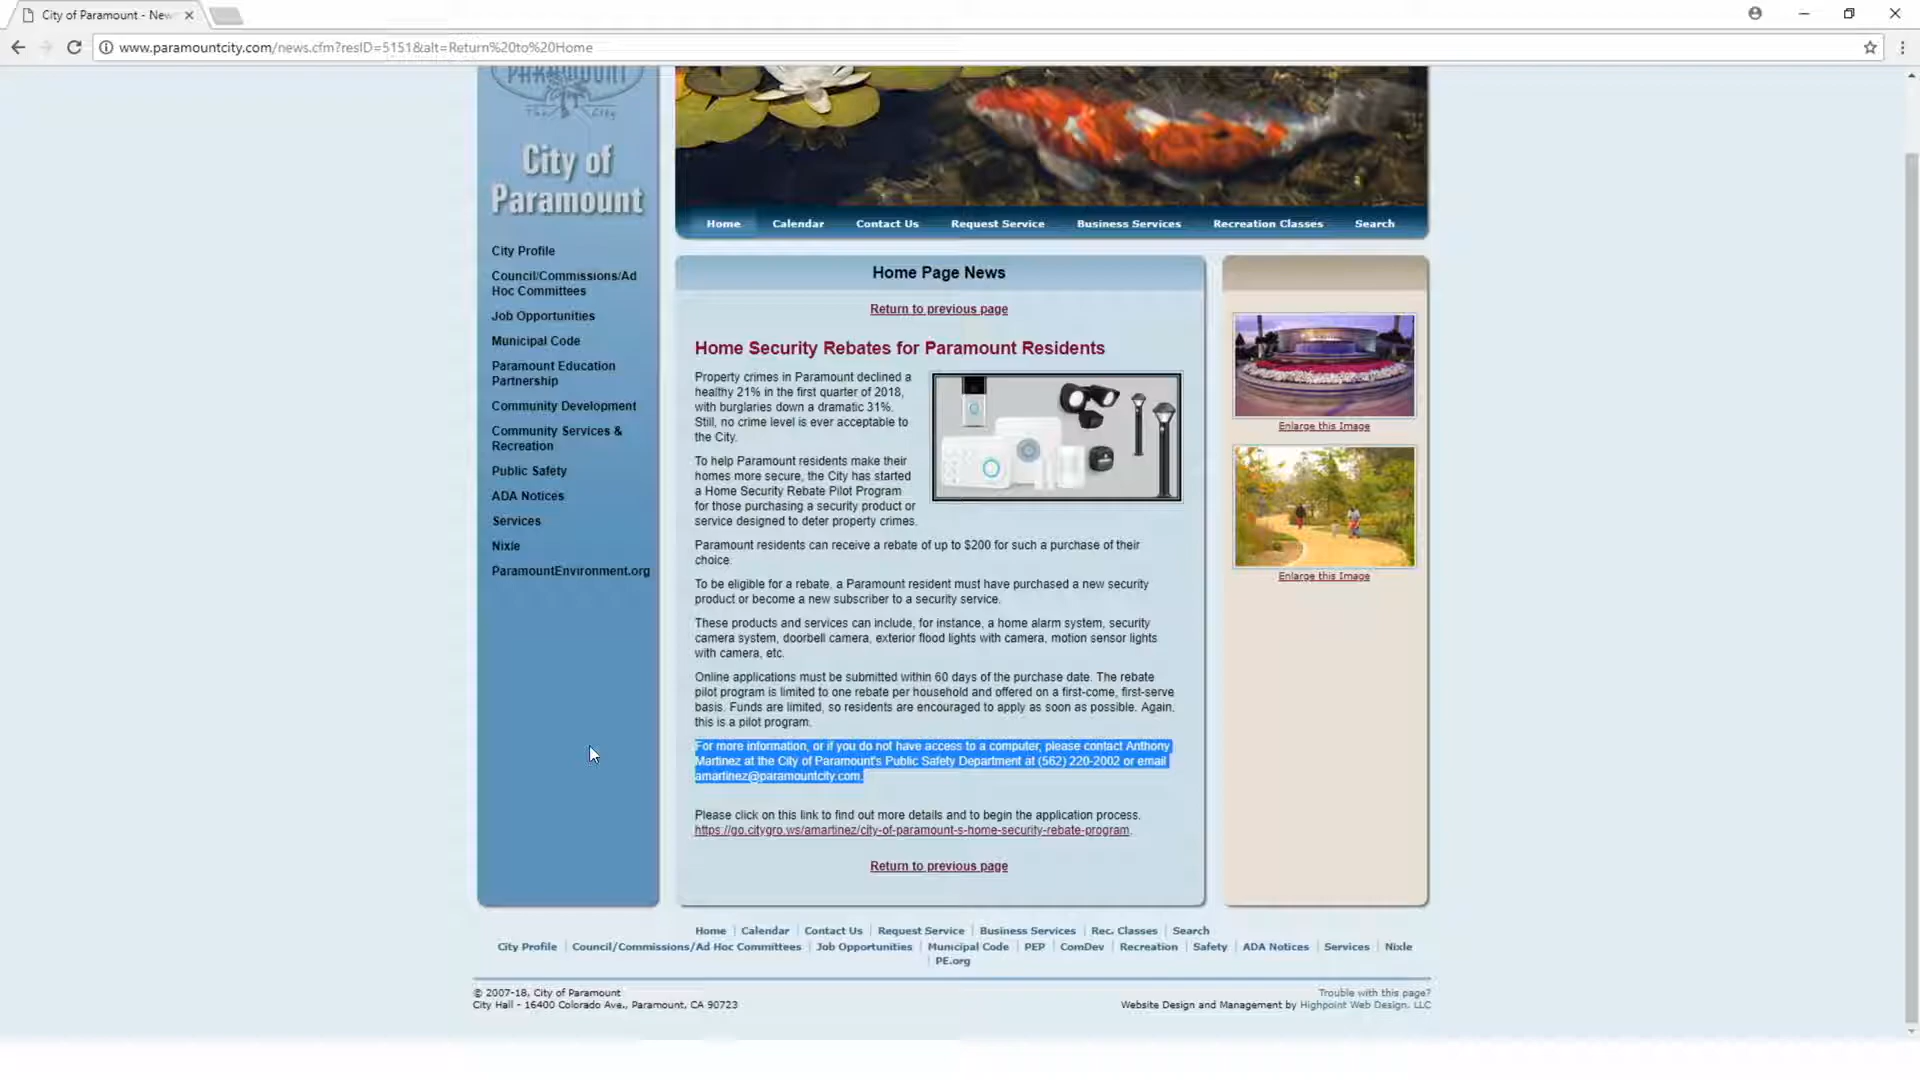 City of Paramount - New
www.paramountcity.com/news.cfm?resID=5151&alt=Return%20to%20Home
PARAMOUNT
The City
City of
Paramount
City Profile
Council/Commissions/Ad
Hoc Committees
Job Opportunities
Municipal Code
Paramount Education
Partnership
Community Development
Community Services &
Recreation
Public Safety
ADA Notices
Services
Nixle
ParamountEnvironment.org
Home
Calendar
Contact Us
Request Service
Business Services
Recreation Classes
Search
Home Page News
Return to previous page
Home Security Rebates for Paramount Residents
Property crimes in Paramount declined a
healthy 21% in the first quarter of 2018,
with burglaries down a dramatic 31%.
Still, no crime level is ever acceptable to
the City.
To help Paramount residents make their
homes more secure, the City has started
a Home Security Rebate Pilot Program
for those purchasing a security product or
service designed to deter property crimes.
Paramount residents can receive a rebate of up to $200 for such a purchase of their
choice.
To be eligible for a rebate, a Paramount resident must have purchased a new security
product or become a new subscriber to a security service.
These products and services can include, for instance, a home alarm system, security
camera system, doorbell camera, exterior flood lights with camera, motion sensor lights
with camera, etc.
Online applications must be submitted within 60 days of the purchase date. The rebate
pilot program is limited to one rebate per household and offered on a first-come, first-serve
basis. Funds are limited, so residents are encouraged to apply as soon as possible. Again,
this is a pilot program.
For more information, or if you do not have access to a computer, please contact Anthony
Martinez at the City of Paramount's Public Safety Department at (562) 220-2002 or email
amartinez@paramountcity.com.
Please click on this link to find out more details and to begin the application process.
https://go.citygro.ws/amartinez/city-of-paramount-s-home-security-rebate-program.
Return to previous page
Enlarge this Image
Enlarge this Image
Home | Calendar | Contact Us | Request Service | Business Services | Rec. Classes | Search
City Profile | Council/Commissions/Ad Hoc Committees | Job Opportunities | Municipal Code | PEP | ComDev | Recreation | Safety | ADA Notices | Services | Nixle
| PE.org
© 2007-18, City of Paramount
City Hall - 16400 Colorado Ave., Paramount, CA 90723
Trouble with this page?
Website Design and Management by Highpoint Web Design, LLC